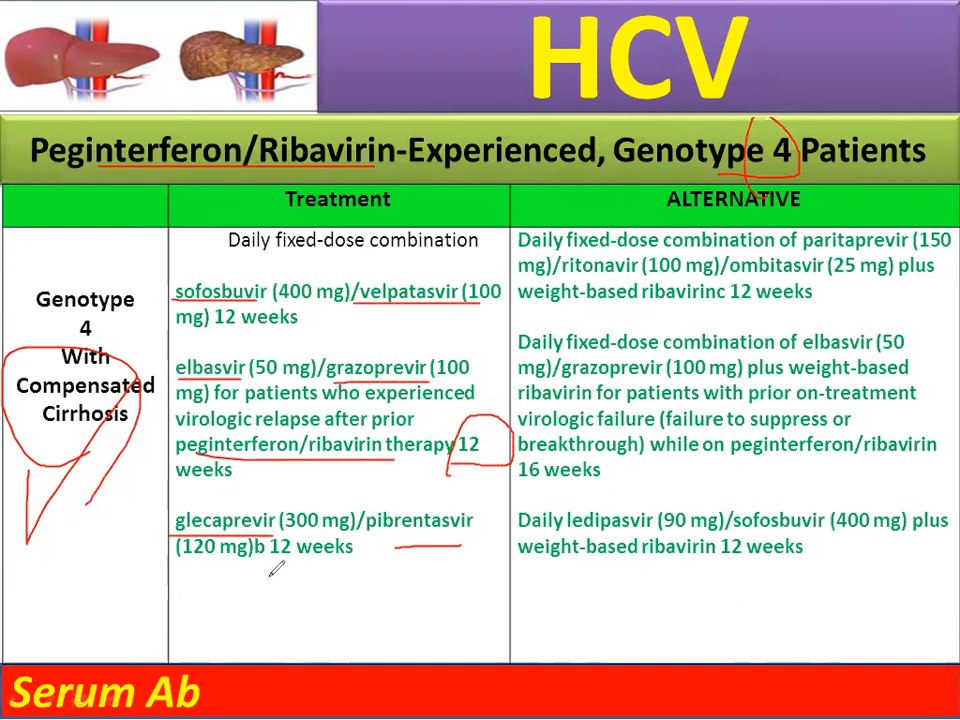 HCV
Peginterferon/Ribavirin-Experienced, Genotype 4 Patients
Treatment
ALTERNATIVE
Genotype
4
With
Compensated
Cirrhosis
Daily fixed-dose combination
sofosbuvir (400 mg)/velpatasvir (100
mg) 12 weeks
elbasvir (50 mg)/grazoprevir (100
mg) for patients who experienced
virologic relapse after prior
peginterferon/ribavirin therapy 12
weeks
glecaprevir (300 mg)/pibrentasvir
(120 mg)b 12 weeks
Daily fixed-dose combination of paritaprevir (150
mg)/ritonavir (100 mg)/ombitasvir (25 mg) plus
weight-based ribavirinc 12 weeks
Daily fixed-dose combination of elbasvir (50
mg)/grazoprevir (100 mg) plus weight-based
ribavirin for patients with prior on-treatment
virologic failure (failure to suppress or
breakthrough) while on peginterferon/ribavirin
16 weeks
Daily ledipasvir (90 mg)/sofosbuvir (400 mg) plus
weight-based ribavirin 12 weeks
Serum Ab